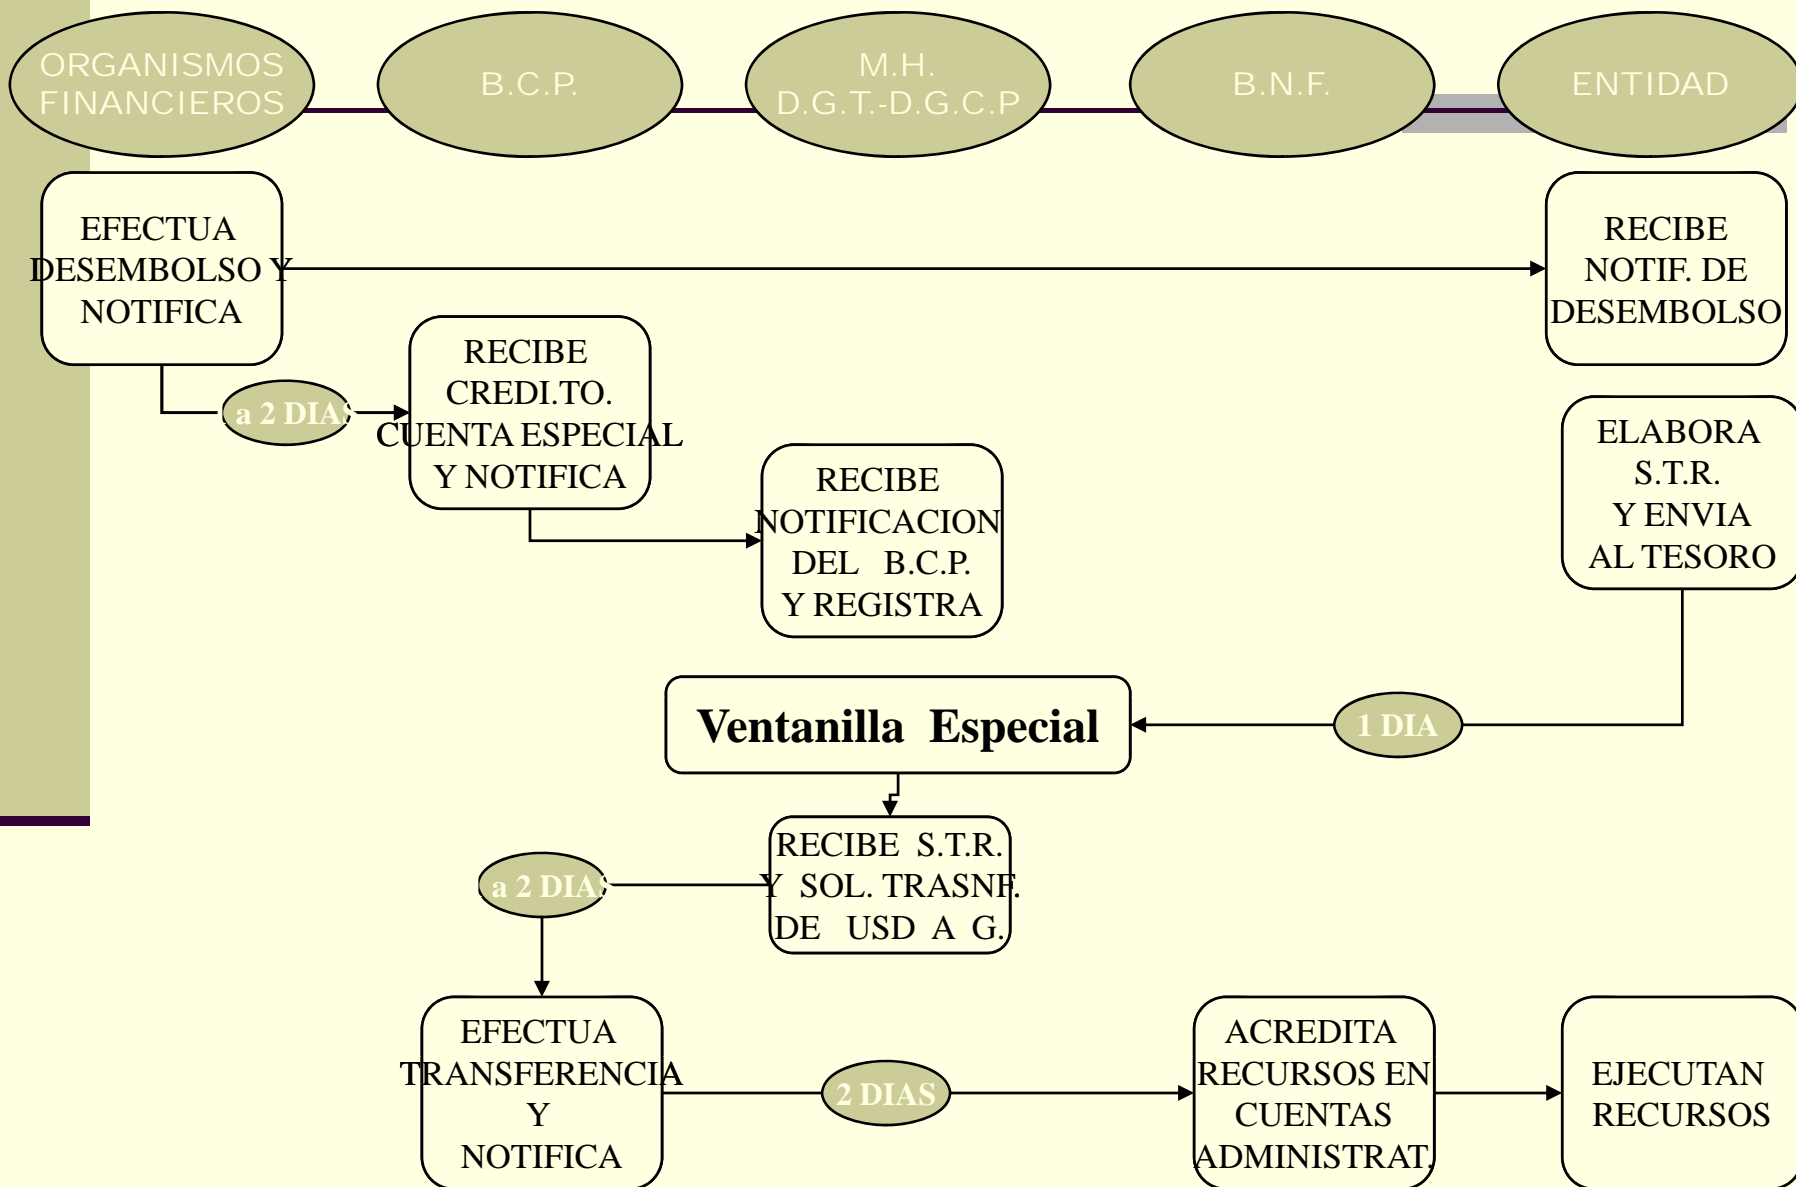 ORGANISMOS
FINANCIEROS
B.C.P.
M.H.
D.G.T.-D.G.C.P
B.N.F.
ENTIDAD
EFECTUA
DESEMBOLSO Y
NOTIFICA
RECIBE
NOTIF. DE
DESEMBOLSO
a 2 DIAS
RECIBE
CREDI.TO.
CUENTA ESPECIAL
Y NOTIFICA
RECIBE
NOTIFICACION
DEL B.C.P.
Y REGISTRA
ELABORA
S.T.R.
Y ENVIA
AL TESORO
Ventanilla Especial
1 DIA
RECIBE S.T.R.
Y SOL. TRASNF.
DE USD A G.
a 2 DIAS
EFECTUA
TRANSFERENCIA
Y
NOTIFICA
2 DIAS
ACREDITA
RECURSOS EN
CUENTAS
ADMINISTRAT.
EJECUTAN
RECURSOS